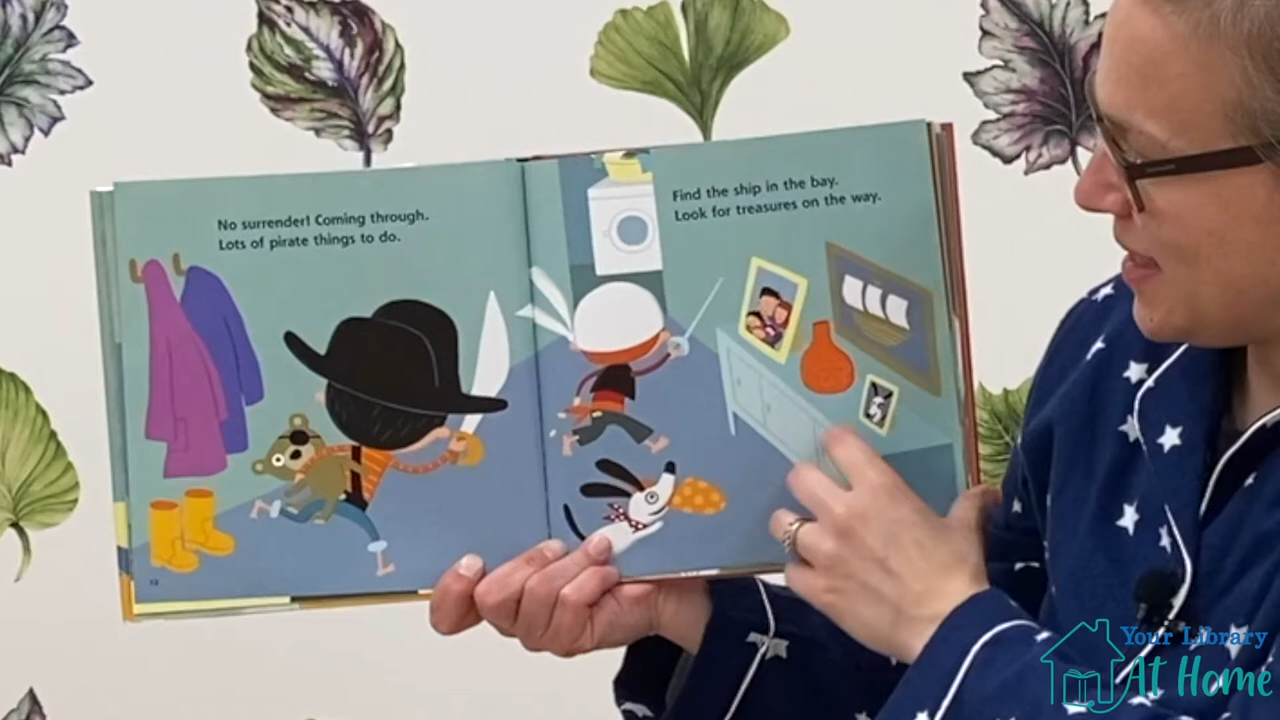 No surrender! Coming through.
Lots of pirate things to do.
Find the ship in the bay.
Look for treasures on the way.
12
Your Library
At Home